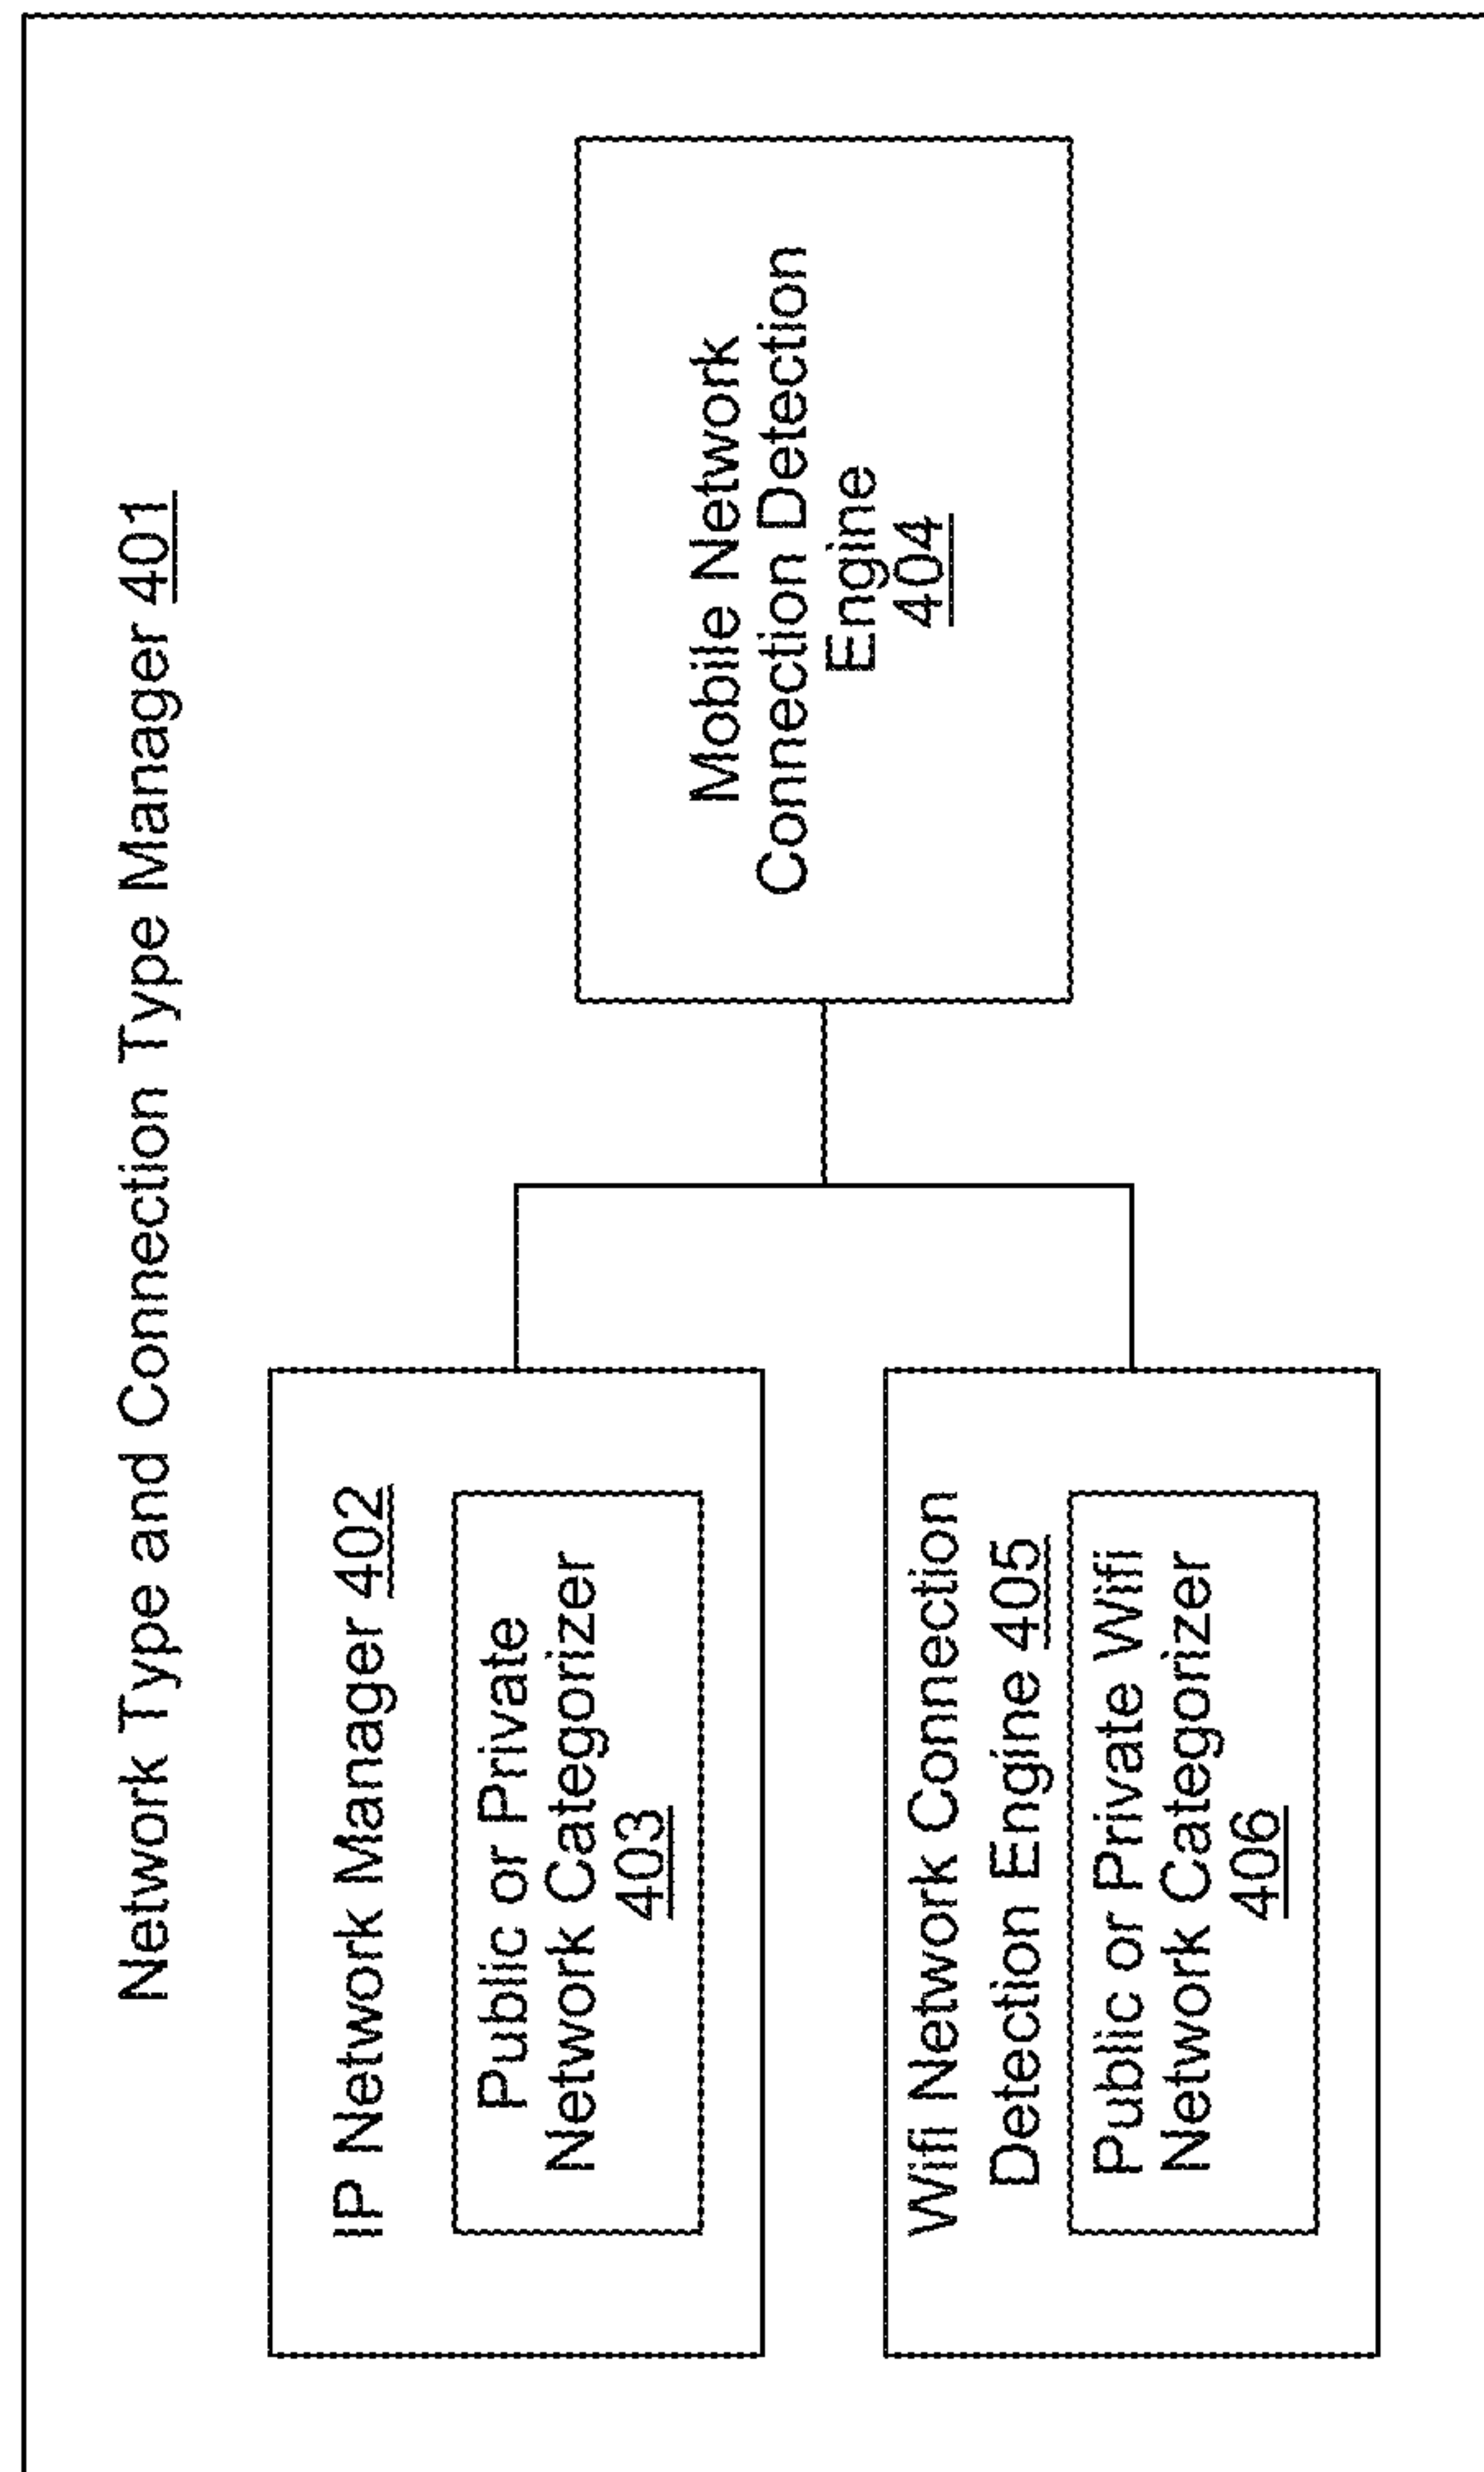 Network Type and Connection Type Manager 401
IP Network Manager 402
Public or Private
Network Categorizer
403
Wifi Network Connection
Detection Engine 405
Public or Private Wifi
Network Categorizer
406
Mobile Network
Connection Detection
Engine
404